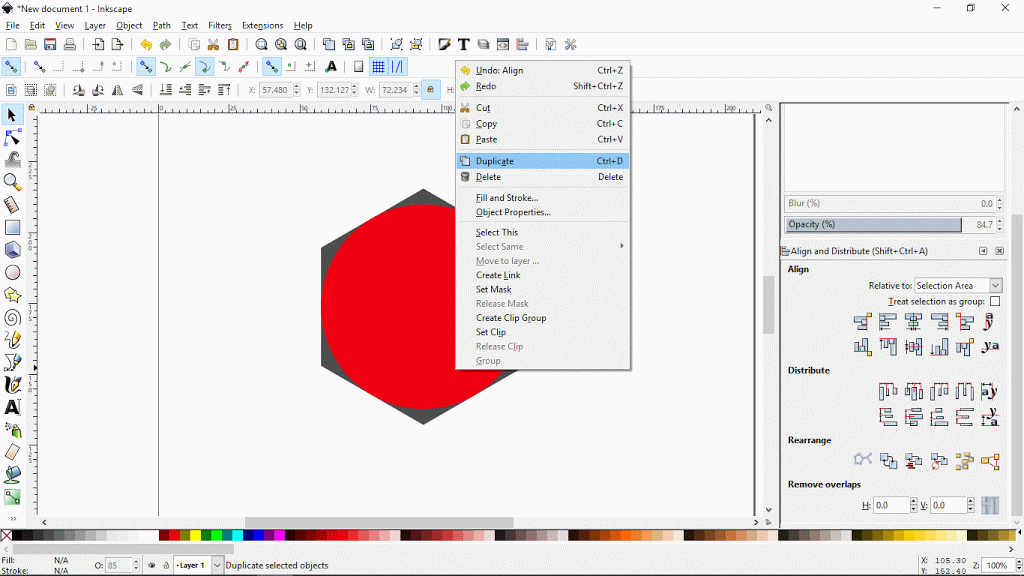 *New document 1 - Inkscape
File Edit View Layer Object Path Text Filters Extensions Help
X: 57.480 Y: 132.127 W: 72.234 H:
Undo: Align Ctrl+Z
Redo Shift+Ctrl+Z
Cut Ctrl+X
Copy Ctrl+C
Paste Ctrl+V
Duplicate Ctrl+D
Delete Delete
Fill and Stroke...
Object Properties...
Select This
Select Same
Move to layer ...
Create Link
Set Mask
Release Mask
Create Clip Group
Set Clip
Release Clip
Group
Blur (%) 0.0
Opacity (%) 84.7
Align and Distribute (Shift+Ctrl+A)
Align
Relative to: Selection Area
Treat selection as group:
Distribute
Rearrange
Remove overlaps
H: 0.0 V: 0.0
Fill: N/A
Stroke: N/A
O: 85
Layer 1
Duplicate selected objects
X: 105.30
Y: 152.40
Z: 100%